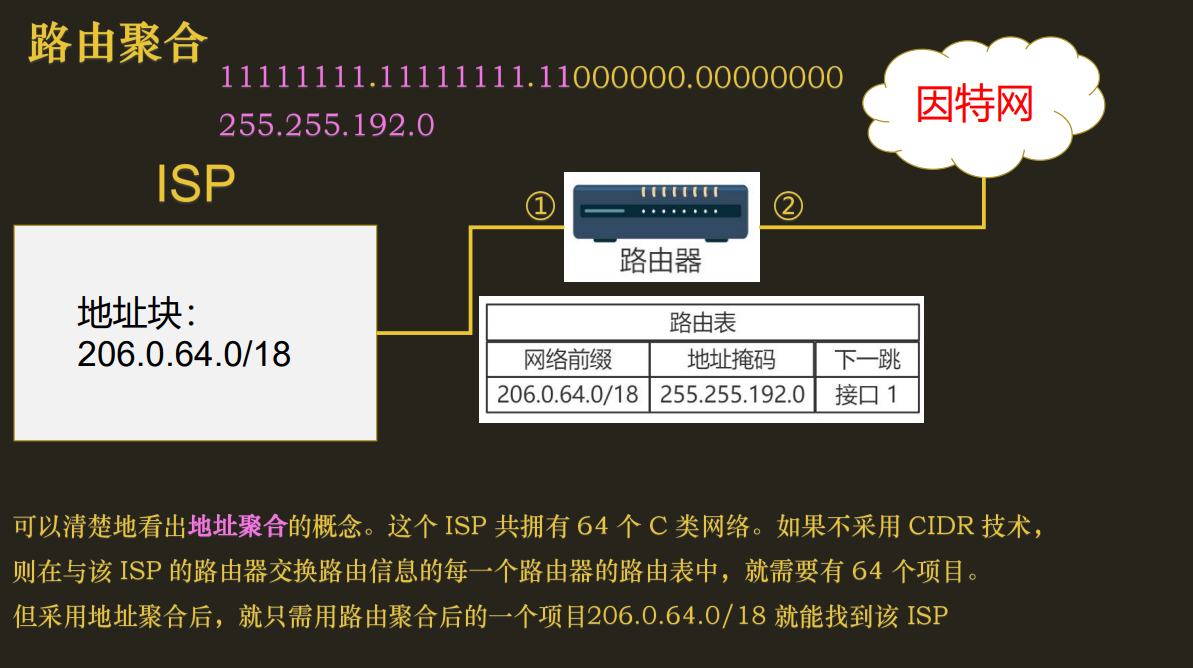 路由聚合
11111111.11111111.11000000.00000000
255.255.192.0
因特网
ISP
①
②
路由器
地址块：
206.0.64.0/18
路由表
网络前缀 地址掩码 下一跳
206.0.64.0/18 255.255.192.0 接口 1
可以清楚地看出地址聚合的概念。这个 ISP 共拥有 64 个 C 类网络。如果不采用 CIDR 技术，
则在与该 ISP 的路由器交换路由信息的每一个路由器的路由表中，就需要有 64 个项目。
但采用地址聚合后，就只需用路由聚合后的一个项目206.0.64.0/18 就能找到该 ISP